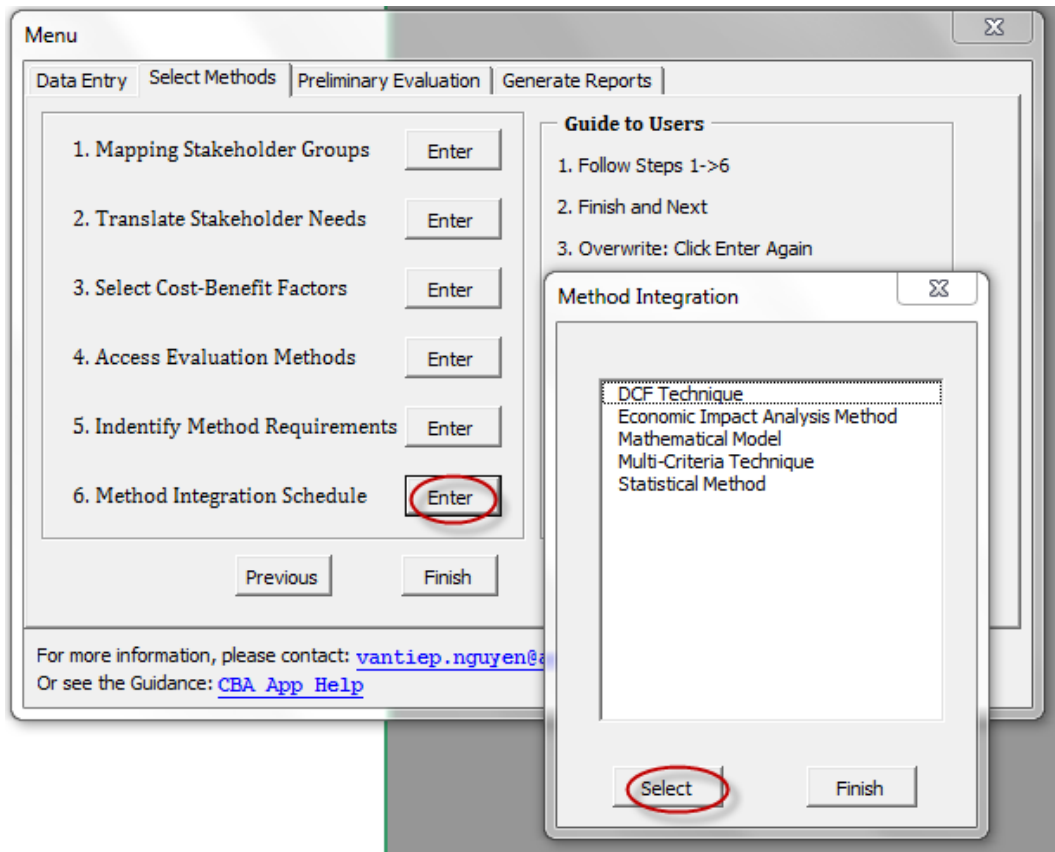 Menu
Data Entry Select Methods Preliminary Evaluation Generate Reports
1. Mapping Stakeholder Groups Enter
2. Translate Stakeholder Needs Enter
3. Select Cost-Benefit Factors Enter
4. Access Evaluation Methods Enter
5. Indentify Method Requirements Enter
6. Method Integration Schedule Enter
Previous Finish
Guide to Users
1. Follow Steps 1->6
2. Finish and Next
3. Overwrite: Click Enter Again
For more information, please contact: vantiep.nguyen@
Or see the Guidance: CBA App Help
Method Integration
DCF Technique
Economic Impact Analysis Method
Mathematical Model
Multi-Criteria Technique
Statistical Method
Select Finish